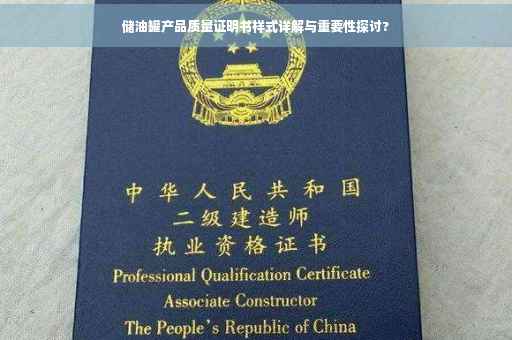 储油罐产品质量证明书样式详解与重要性探讨?
中华人民共和国
二级建造师
执业资格证书
Professional Qualification Certificate
Associate Constructor
The People's Republic of China